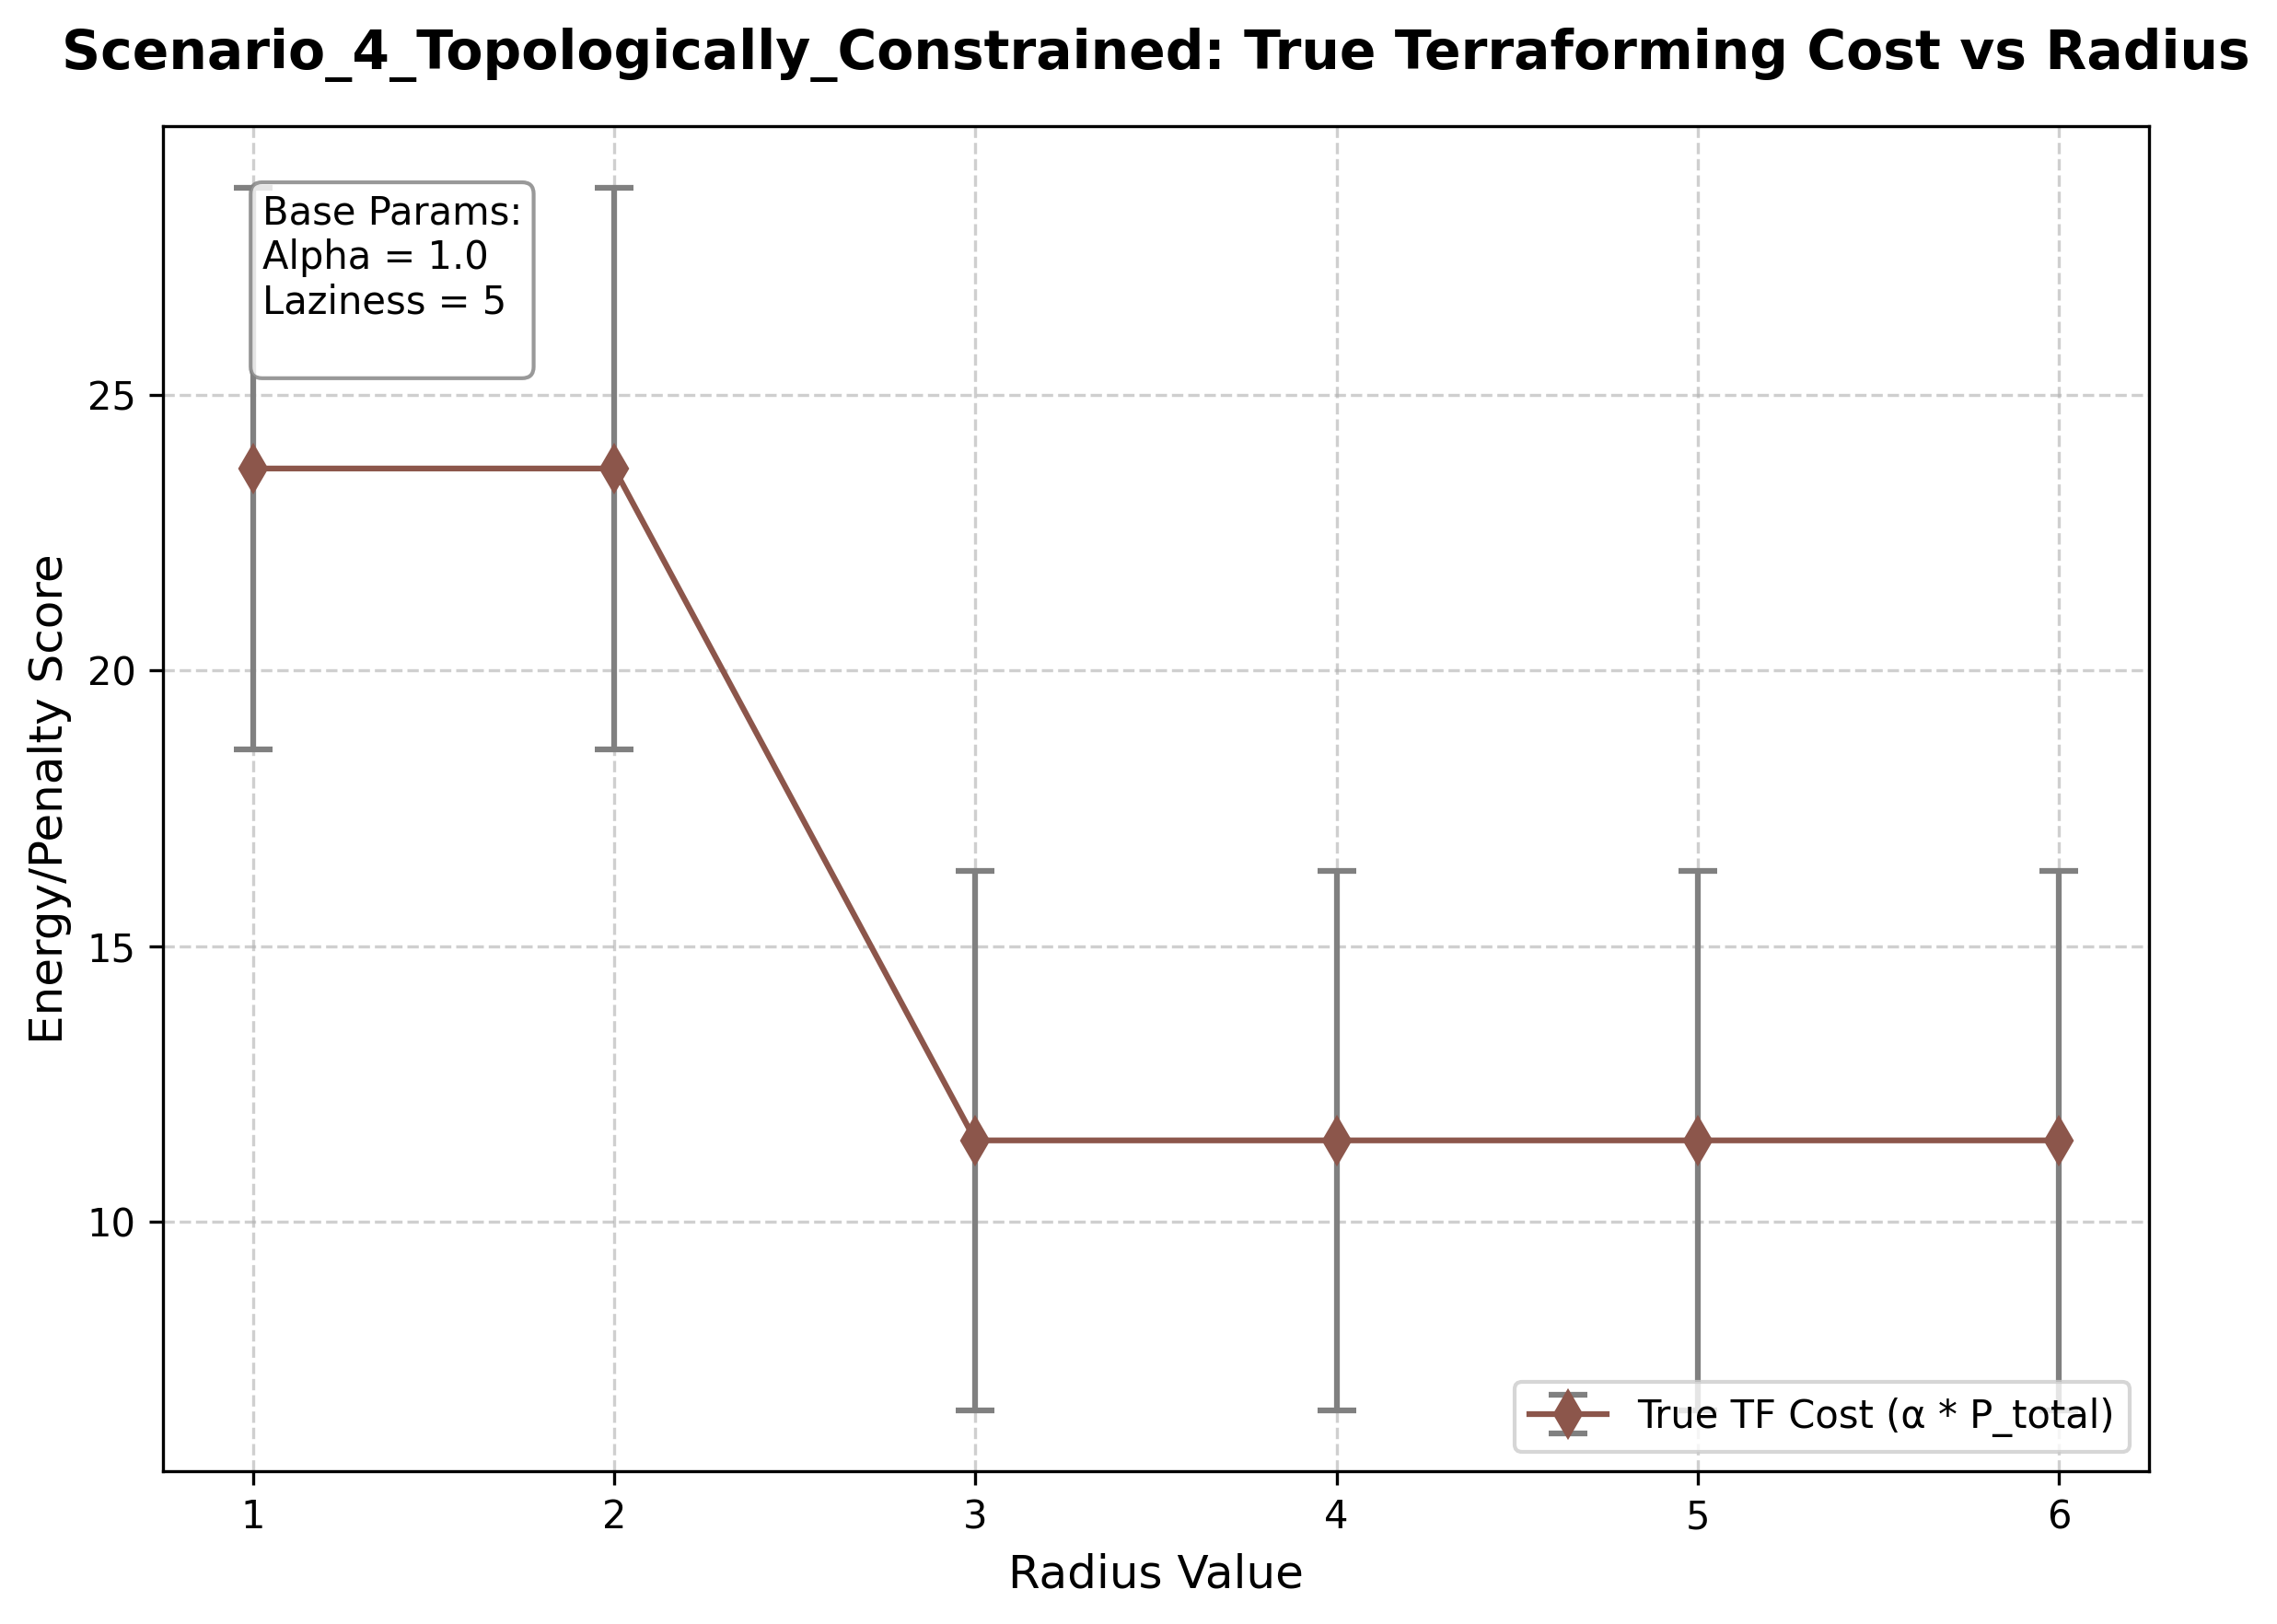 Scenario_4_Topologically_Constrained: True Terraforming Cost vs Radius
Base Params:
Alpha = 1.0
Laziness = 5
Energy/Penalty Score
25
20
15
10
True TF Cost (α * P_total)
1 2 3 4 5 6
Radius Value